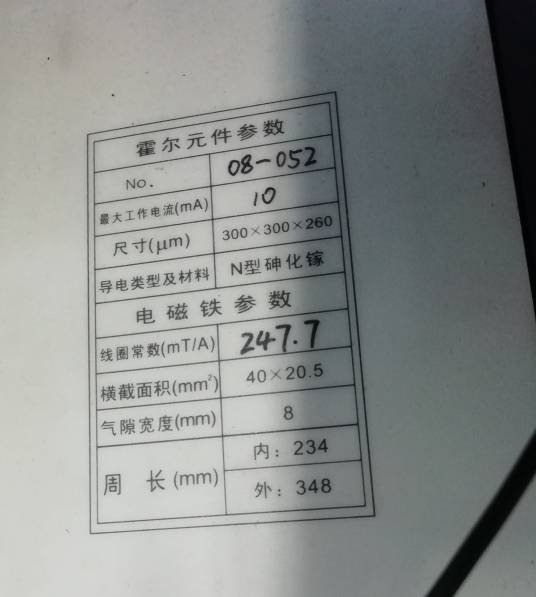 霍尔元件参数
No. 08-052
最大工作电流(mA) 10
尺寸(μm) 300×300×260
导电类型及材料 N型砷化镓
电磁铁参数
线圈常数(mT/A) 247.7
横截面积(mm²) 40×20.5
气隙宽度(mm) 8
周 长(mm) 内：234
外：348